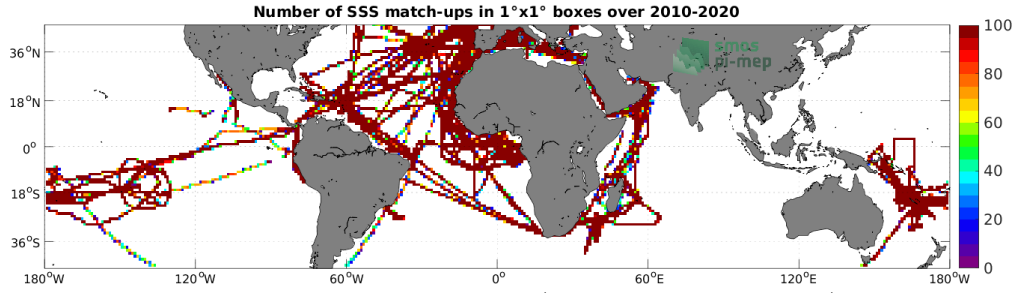 Number of SSS match-ups in 1°x1° boxes over 2010-2020
smos
pi-mep
36°N
18°N
0°
18°S
36°S
180°W
120°W
60°W
0°
60°E
120°E
180°W
100
80
60
40
20
0